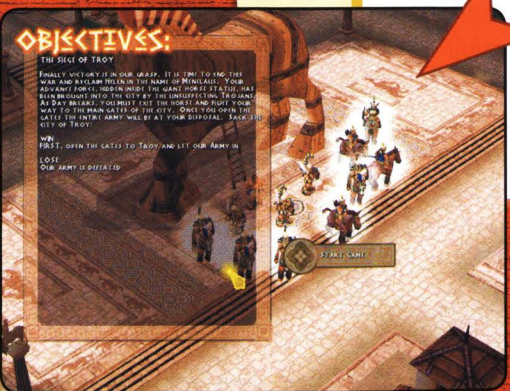 OBJECTIVES:
THE SIEGE OF TROY
FINALLY VICTORY IS IN OUR GRASP. IT IS TIME TO END THIS
WAR AND RECLAIM HELEN IN THE NAME OF MENELAUS. YOUR
ADVANCE FORCE, HIDDEN INSIDE THE GIANT HORSE STATUE, HAS
BEEN BROUGHT INTO THE CITY BY THE UNSUSPECTING TROJANS.
AS DAY BREAKS, YOU MUST EXIT THE HORSE AND FIGHT YOUR
WAY TO THE MAIN GATES OF THE CITY. ONCE YOU OPEN THE
GATES THE ENTIRE ARMY WILL BE AT YOUR DISPOSAL. SACK THE
CITY OF TROY!
WIN
FIRST, OPEN THE GATES TO TROY AND LET OUR ARMY IN
LOSE:
OUR ARMY IS DEFEATED
START GAME